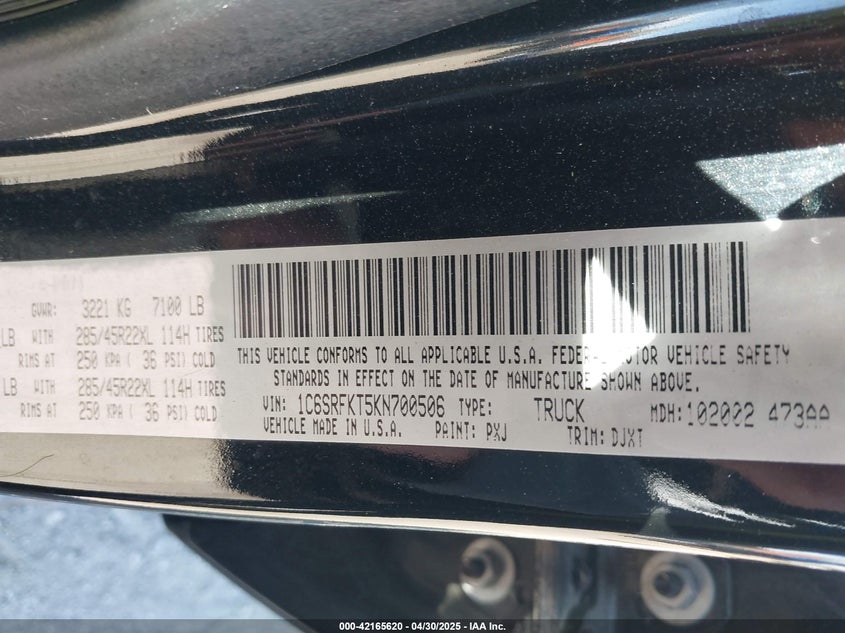 GVWR: 3221 KG 7100 LB
LB WITH 285/45R22XL 114H TIRES
RIMS AT 250 KPA ( 36 PSI) COLD
LB WITH 285/45R22XL 114H TIRES
RIMS AT 250 KPA ( 36 PSI) COLD
THIS VEHICLE CONFORMS TO ALL APPLICABLE U.S.A. FEDERAL MOTOR VEHICLE SAFETY
STANDARDS IN EFFECT ON THE DATE OF MANUFACTURE SHOWN ABOVE.
VIN: 1C6SRFKT5KN700506 TYPE: TRUCK MDH: 102002 473AA
VEHICLE MADE IN U.S.A. PAINT: PXJ TRIM: DJXT
000-42165620 - 04/30/2025 - IAA Inc.